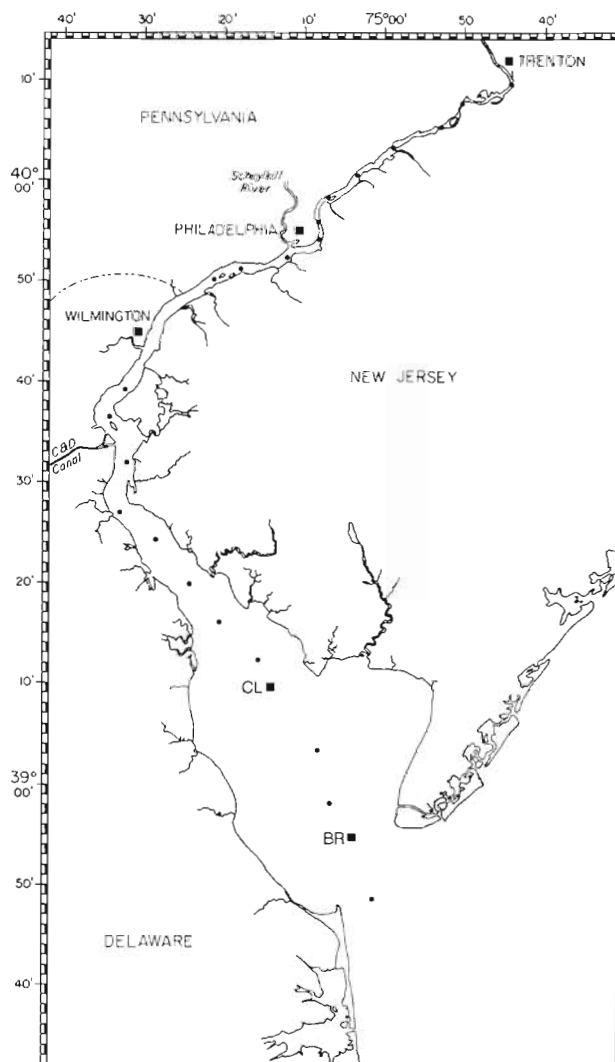 40' 30' 20' 10' 75°00' 50' 40'
10'
TRENTON
PENNSYLVANIA
40°
00'
Schuylkill
River
PHILADELPHIA
50'
WILMINGTON
40'
NEW JERSEY
C&D
Canal
30'
20'
10'
CL
39°
00'
BR
50'
DELAWARE
40'